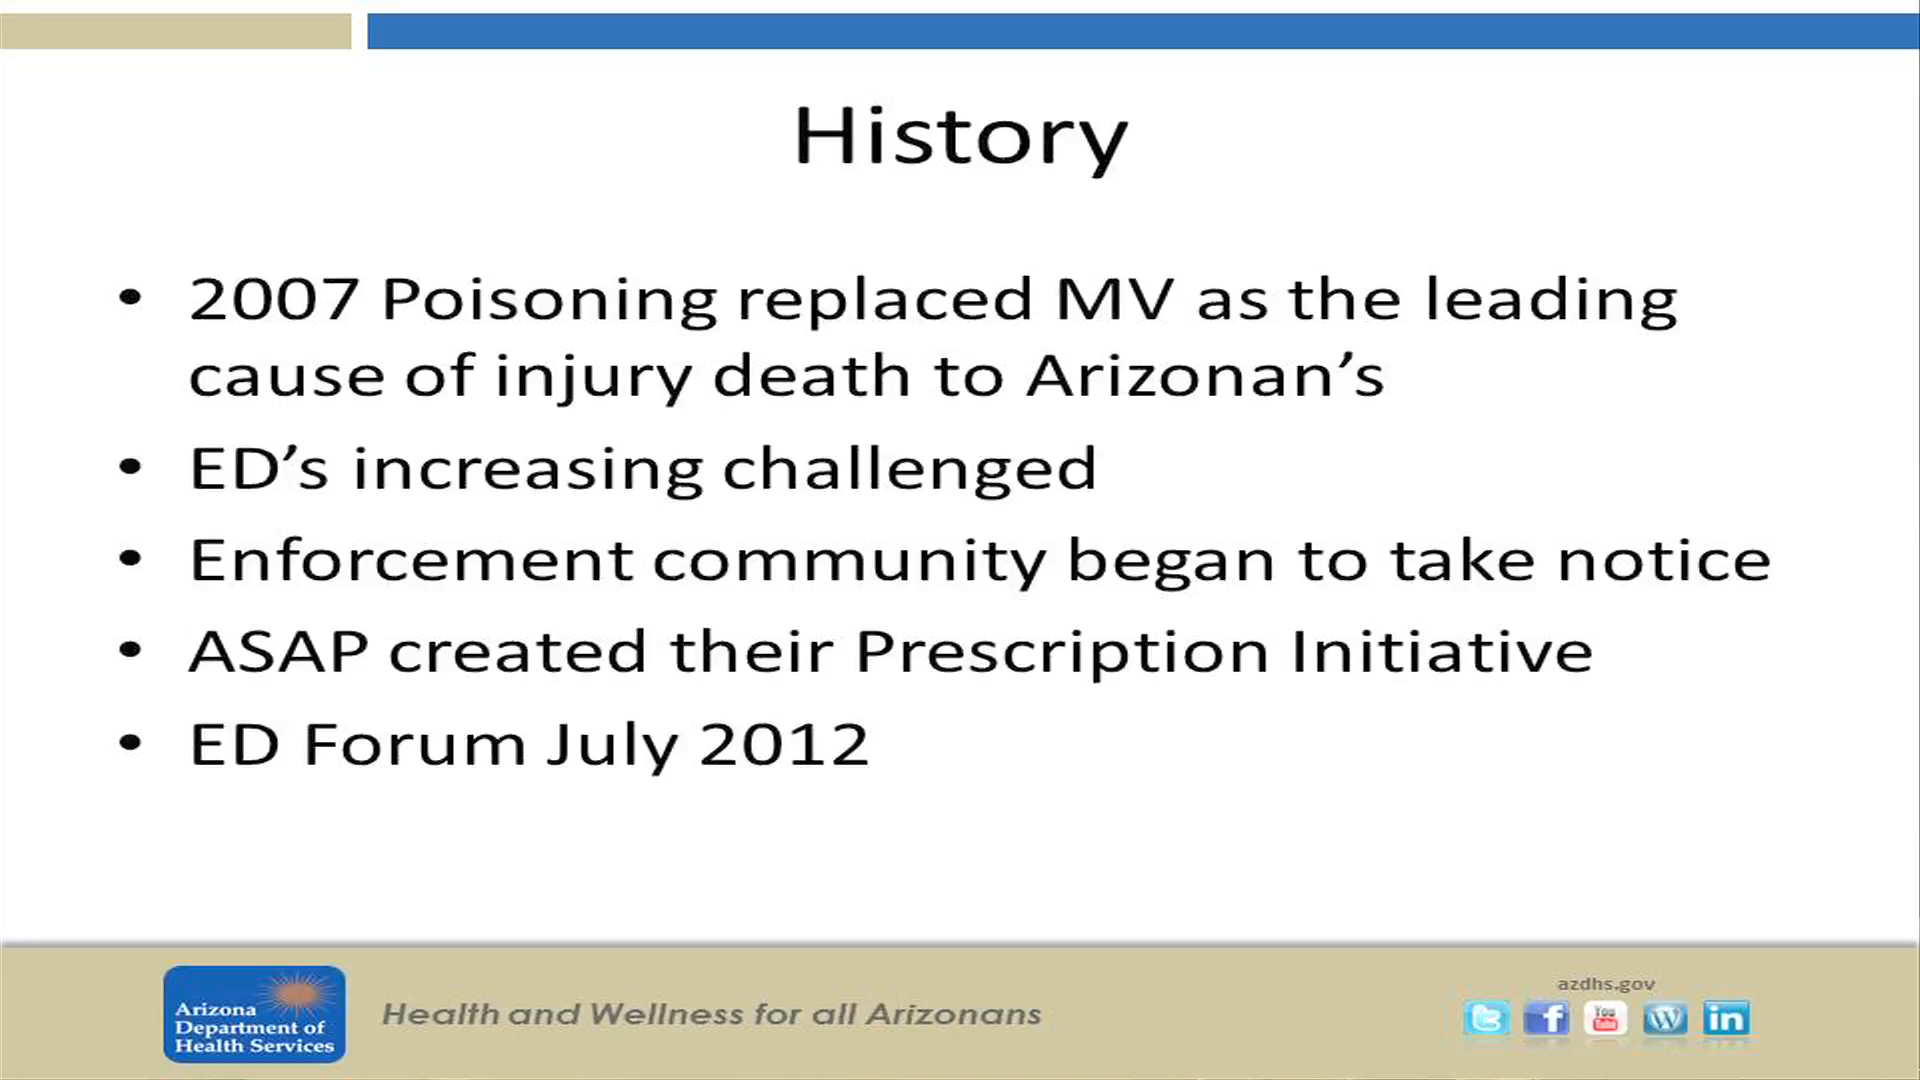 History
• 2007 Poisoning replaced MV as the leading
cause of injury death to Arizonan’s
• ED’s increasing challenged
• Enforcement community began to take notice
• ASAP created their Prescription Initiative
• ED Forum July 2012
Arizona
Department of
Health Services
Health and Wellness for all Arizonans
azdhs.gov
You
Tube